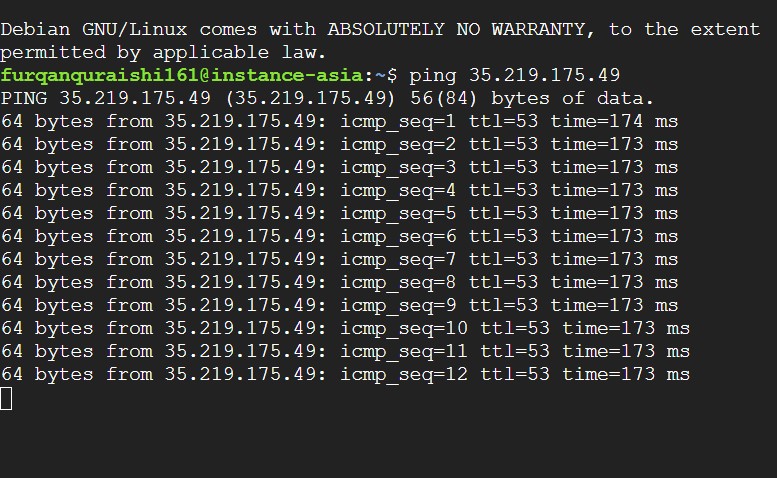 Debian GNU/Linux comes with ABSOLUTELY NO WARRANTY, to the extent
permitted by applicable law.
furqanquraishi161@instance-asia:~$ ping 35.219.175.49
PING 35.219.175.49 (35.219.175.49) 56(84) bytes of data.
64 bytes from 35.219.175.49: icmp_seq=1 ttl=53 time=174 ms
64 bytes from 35.219.175.49: icmp_seq=2 ttl=53 time=173 ms
64 bytes from 35.219.175.49: icmp_seq=3 ttl=53 time=173 ms
64 bytes from 35.219.175.49: icmp_seq=4 ttl=53 time=173 ms
64 bytes from 35.219.175.49: icmp_seq=5 ttl=53 time=173 ms
64 bytes from 35.219.175.49: icmp_seq=6 ttl=53 time=173 ms
64 bytes from 35.219.175.49: icmp_seq=7 ttl=53 time=173 ms
64 bytes from 35.219.175.49: icmp_seq=8 ttl=53 time=173 ms
64 bytes from 35.219.175.49: icmp_seq=9 ttl=53 time=173 ms
64 bytes from 35.219.175.49: icmp_seq=10 ttl=53 time=173 ms
64 bytes from 35.219.175.49: icmp_seq=11 ttl=53 time=173 ms
64 bytes from 35.219.175.49: icmp_seq=12 ttl=53 time=173 ms